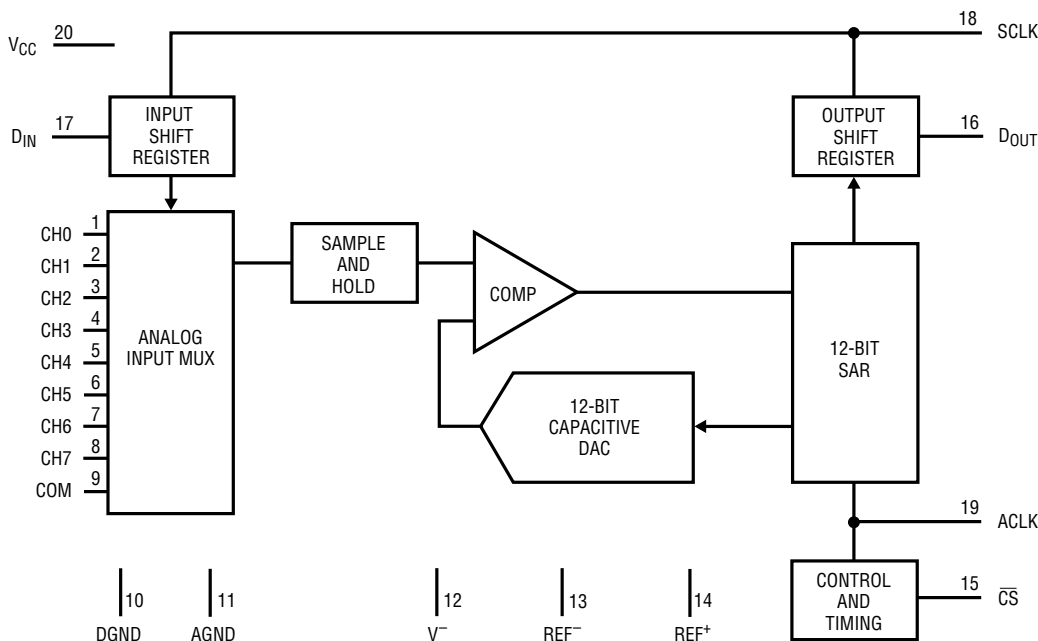 V_CC 20
18 SCLK
D_IN 17
INPUT
SHIFT
REGISTER
OUTPUT
SHIFT
REGISTER
16 D_OUT
CH0 1
CH1 2
CH2 3
CH3 4
CH4 5
CH5 6
CH6 7
CH7 8
COM 9
ANALOG
INPUT MUX
SAMPLE
AND
HOLD
COMP
12-BIT
CAPACITIVE
DAC
12-BIT
SAR
19 ACLK
CONTROL
AND
TIMING
15 C̅S̅
10
DGND
11
AGND
12
V⁻
13
REF⁻
14
REF⁺